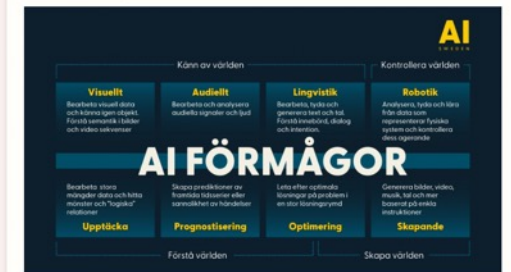 AI
SWEDEN
Känn av världen
Kontrollera världen
Visuellt
Bearbeta visuell data
och känna igen objekt.
Förstå semantik i bilder
och video sekvenser
Audiellt
Bearbeta och analysera
audiella signaler och ljud
Lingvistik
Bearbeta, tyda och
generera text och tal.
Förstå innebörd, dialog
och intention.
Robotik
Analysera, tyda och lära
från data som
representerar fysiska
system och kontrollera
dess agerande
AI FÖRMÅGOR
Bearbeta stora
mängder data och hitta
mönster och "logiska"
relationer
Upptäcka
Skapa prediktioner av
framtida tidsserier eller
sannolikhet av händelser
Prognostisering
Leta efter optimala
lösningar på problem i
en stor lösningsrymd
Optimering
Generera bilder, video,
musik, tal och mer
baserat på enkla
instruktioner
Skapande
Förstå världen
Skapa världen